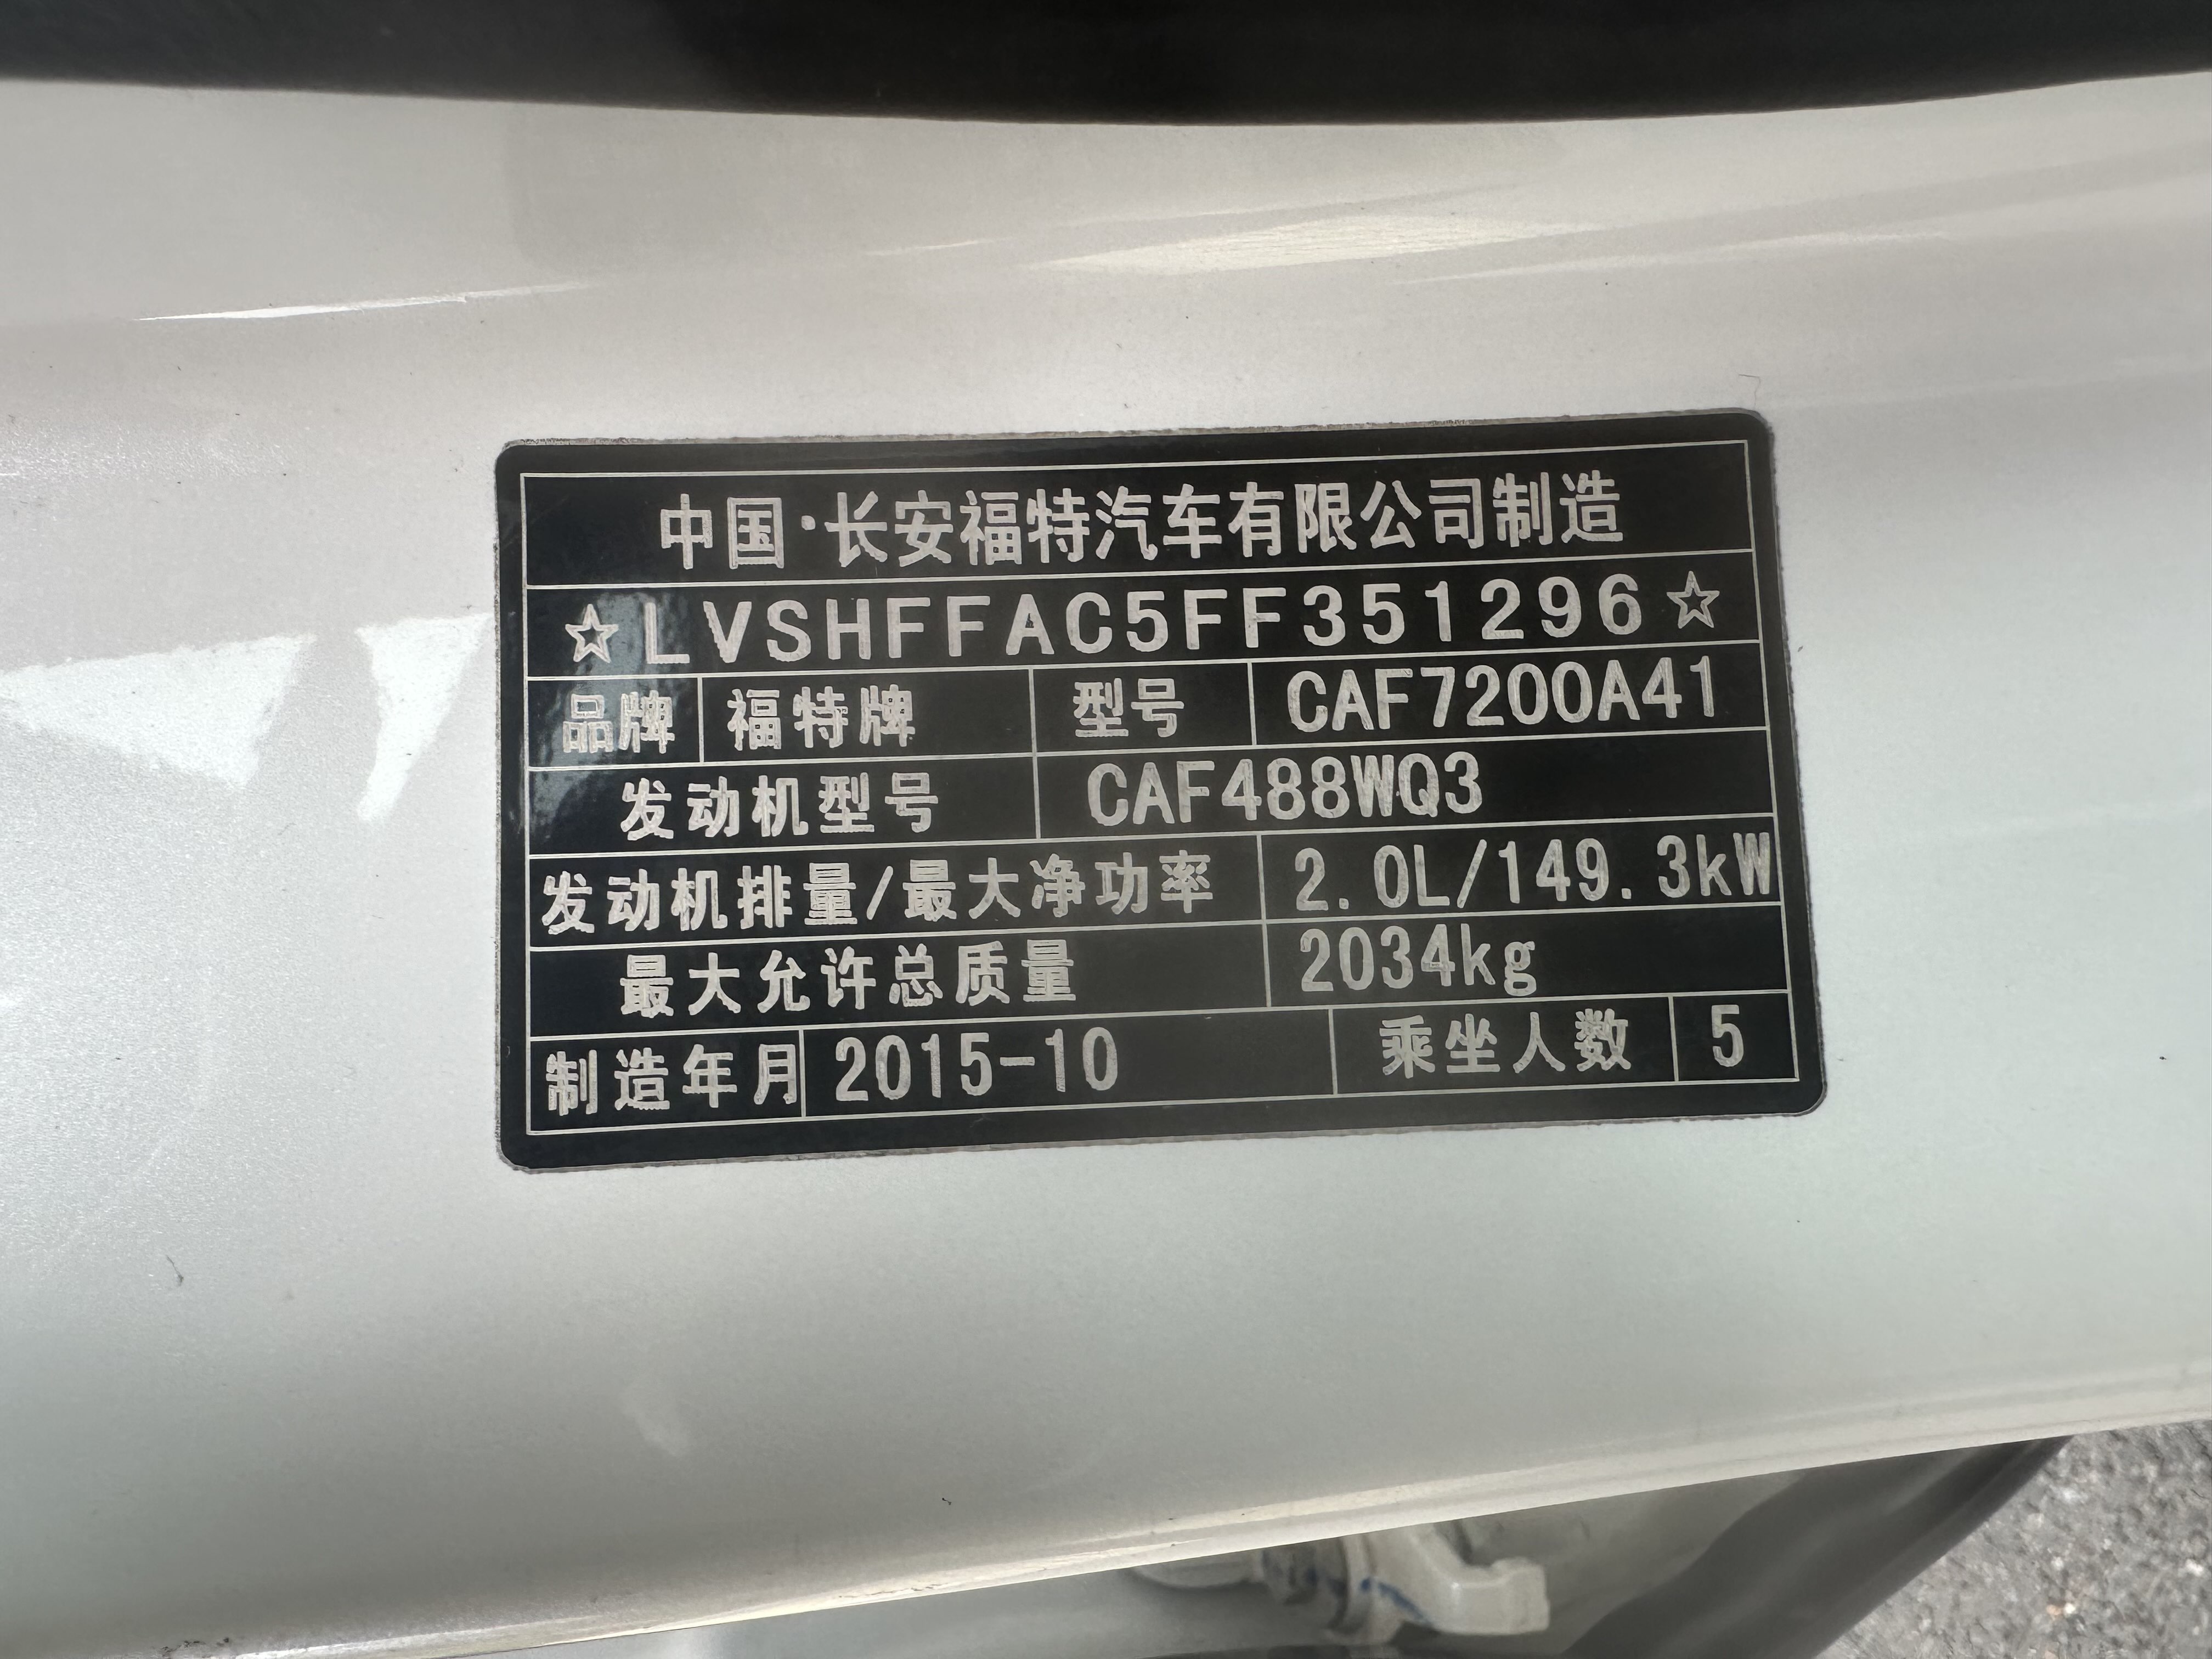 中国·长安福特汽车有限公司制造
☆LVSHFFAC5FF351296☆
品牌 福特牌 型号 CAF7200A41
发动机型号 CAF488WQ3
发动机排量/最大净功率 2.0L/149.3kW
最大允许总质量 2034kg
制造年月 2015-10 乘坐人数 5